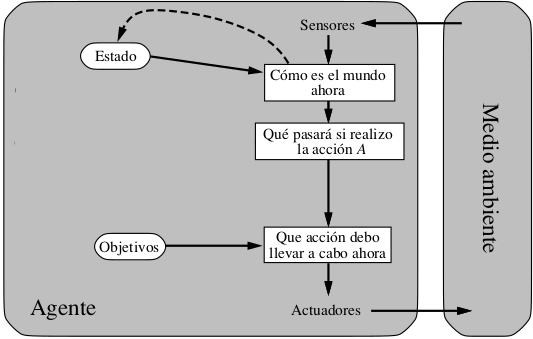 Sensores
Estado
Cómo es el mundo
ahora
Qué pasará si realizo
la acción A
Objetivos
Que acción debo
llevar a cabo ahora
Agente
Actuadores
Medio ambiente